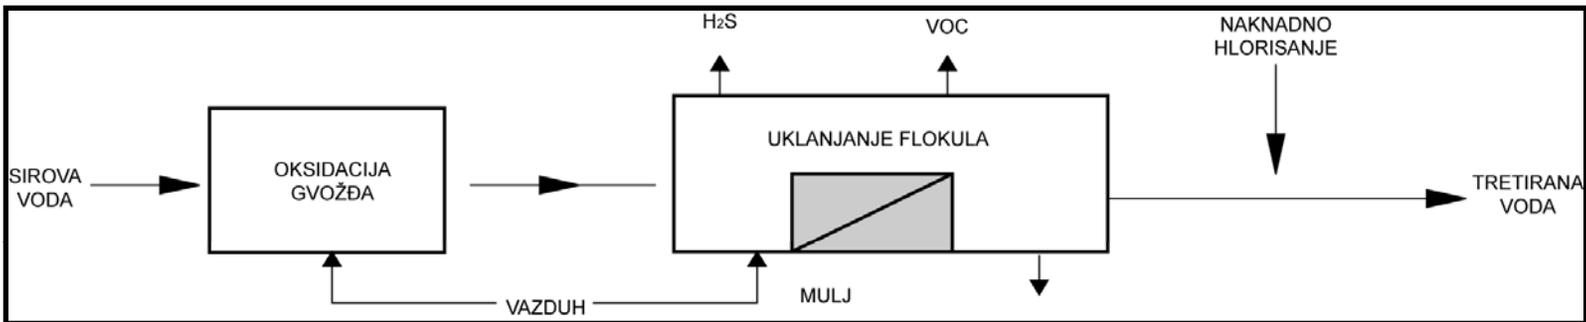 H₂S
VOC
NAKNADNO
HLORISANJE
UKLANJANJE FLOKULA
OKSIDACIJA
GVOŽĐA
SIROVA
VODA
TRETIRANA
VODA
VAZDUH
MULJ